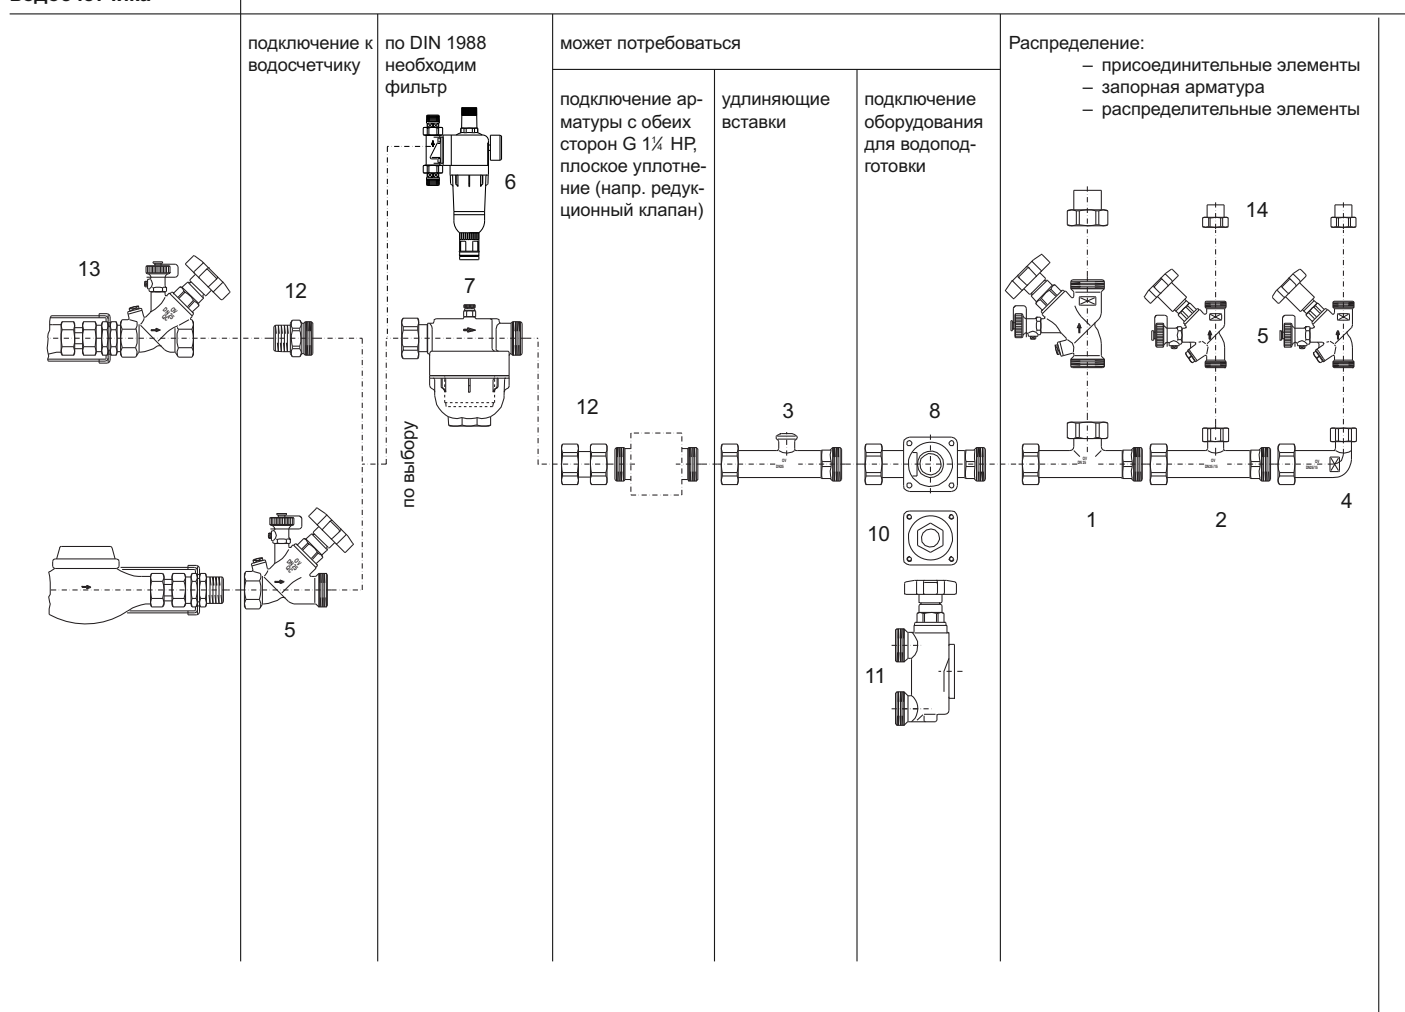 подключение к
водосчетчику
по DIN 1988
необходим
фильтр
может потребоваться
подключение ар-
матуры с обеих
сторон G 1¼ НР,
плоское уплотне-
ние (напр. редук-
ционный клапан)
удлиняющие
вставки
подключение
оборудования
для водопод-
готовки
Распределение:
– присоединительные элементы
– запорная арматура
– распределительные элементы
6
14
13
12
7
5
12
3
8
по выбору
4
1
2
10
5
11